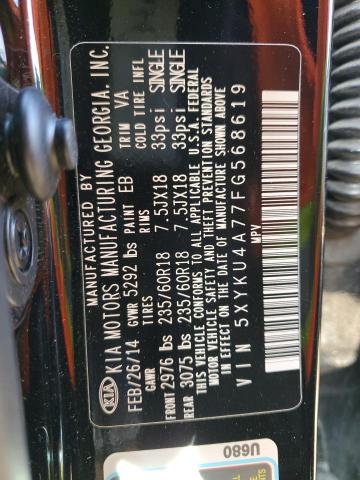 MANUFACTURED BY
KIA MOTORS MANUFACTURING GEORGIA, INC.
FEB/26/14 GVWR 5292 lbs PAINT EB TRIM VA
GAWR TIRES RIMS COLD TIRE INFL
FRONT 2976 lbs 235/60R18 7.5JX18 33psi SINGLE
REAR 3075 lbs 235/60R18 7.5JX18 33psi SINGLE
THIS VEHICLE CONFORMS TO ALL APPLICABLE U.S.A. FEDERAL
MOTOR VEHICLE SAFETY AND THEFT PREVENTION STANDARDS
IN EFFECT ON THE DATE OF MANUFACTURE SHOWN ABOVE
VIN 5XYKU4A77FG568619
MPV
KIA
U680